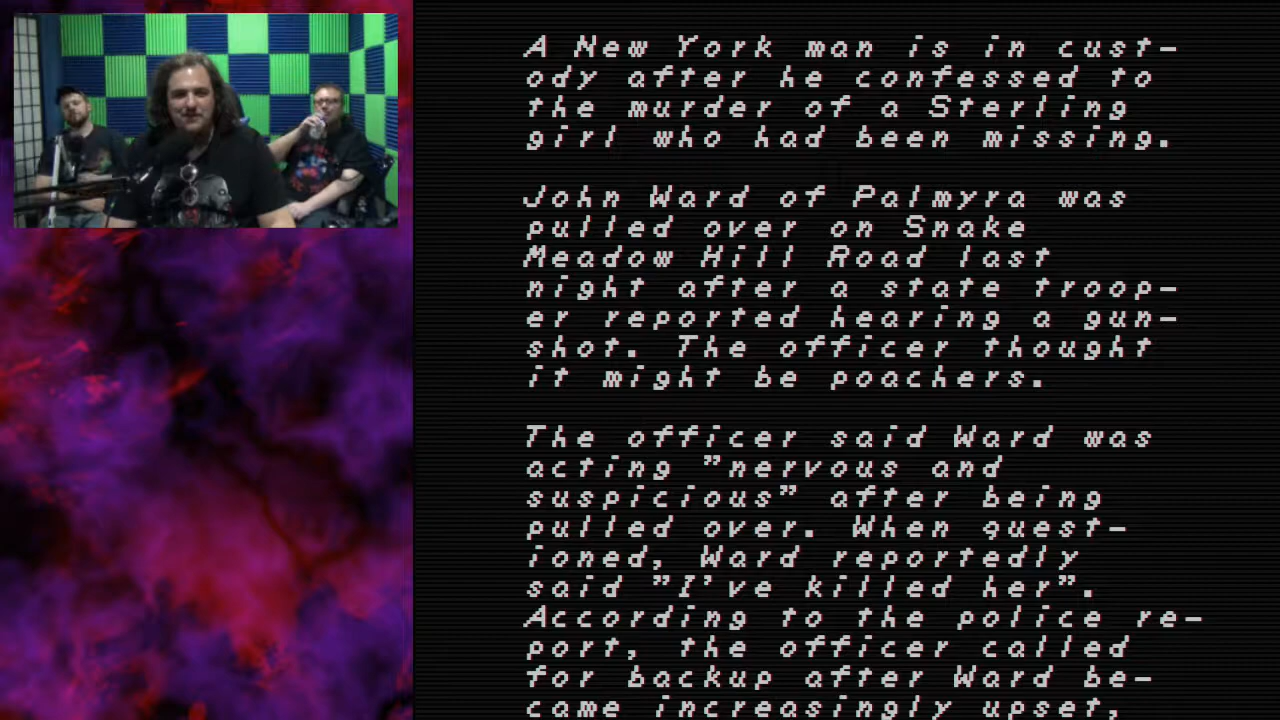 A New York man is in cust-
ody after he confessed to
the murder of a Sterling
girl who had been missing.
John Ward of Palmyra was
pulled over on Snake
Meadow Hill Road last
night after a state troop-
er reported hearing a gun-
shot. The officer thought
it might be poachers.
The officer said Ward was
acting "nervous and
suspicious" after being
pulled over. When quest-
ioned, Ward reportedly
said "I've killed her".
According to the police re-
port, the officer called
for backup after Ward be-
came increasingly upset,